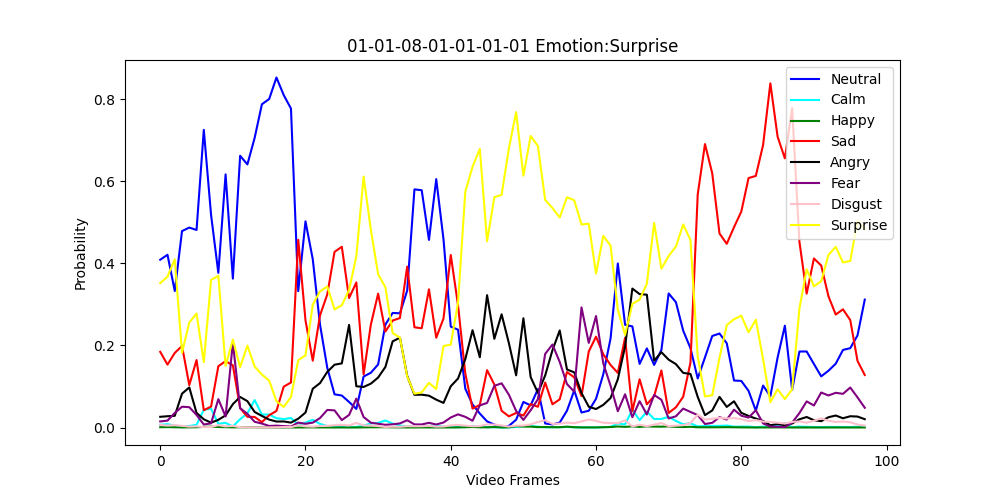 01-01-08-01-01-01-01 Emotion:Surprise
Probability
0.8
0.6
0.4
0.2
0.0
0
20
40
60
80
100
Video Frames
Neutral
Calm
Happy
Sad
Angry
Fear
Disgust
Surprise